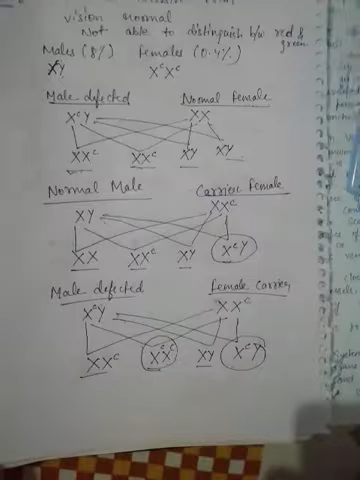 vision normal
Not able to distinguish b/w red &
green
Males (8%) Females (0.4%)
XᶜY XᶜXᶜ
Male defected Normal Female
XᶜY XX
XXᶜ XXᶜ XY XY
Normal Male Carrier Female
XY XXᶜ
XX XXᶜ XY XᶜY
Male defected Female Carrier
XᶜY XXᶜ
XXᶜ XᶜXᶜ XY XᶜY